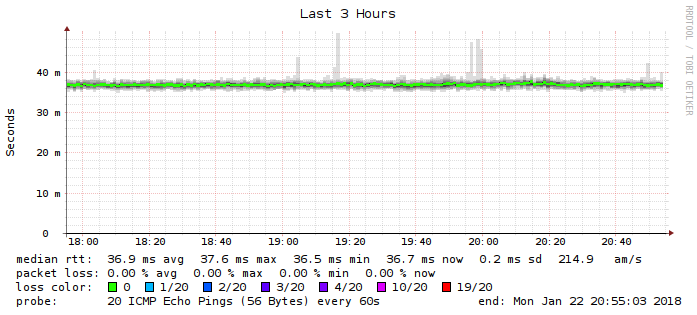 Last 3 Hours
RRDTOOL / TOBI OETIKER
Seconds
40 m
30 m
20 m
10 m
0
18:00 18:20 18:40 19:00 19:20 19:40 20:00 20:20 20:40
median rtt: 36.9 ms avg 37.6 ms max 36.5 ms min 36.7 ms now 0.2 ms sd 214.9 am/s
packet loss: 0.00 % avg 0.00 % max 0.00 % min 0.00 % now
loss color: 0 1/20 2/20 3/20 4/20 10/20 19/20
probe: 20 ICMP Echo Pings (56 Bytes) every 60s end: Mon Jan 22 20:55:03 2018